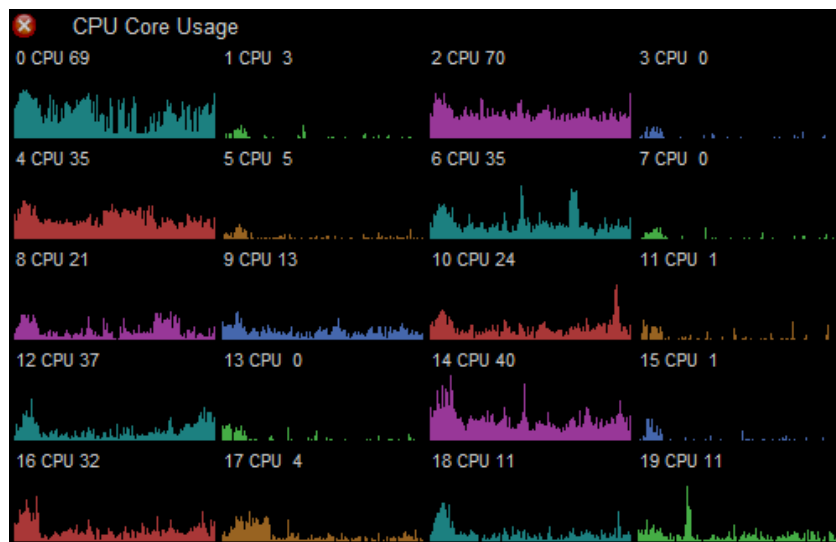 CPU Core Usage
0 CPU 69 1 CPU  3 2 CPU 70 3 CPU  0
4 CPU 35 5 CPU  5 6 CPU 35 7 CPU  0
8 CPU 21 9 CPU 13 10 CPU 24 11 CPU  1
12 CPU 37 13 CPU  0 14 CPU 40 15 CPU  1
16 CPU 32 17 CPU  4 18 CPU 11 19 CPU 11